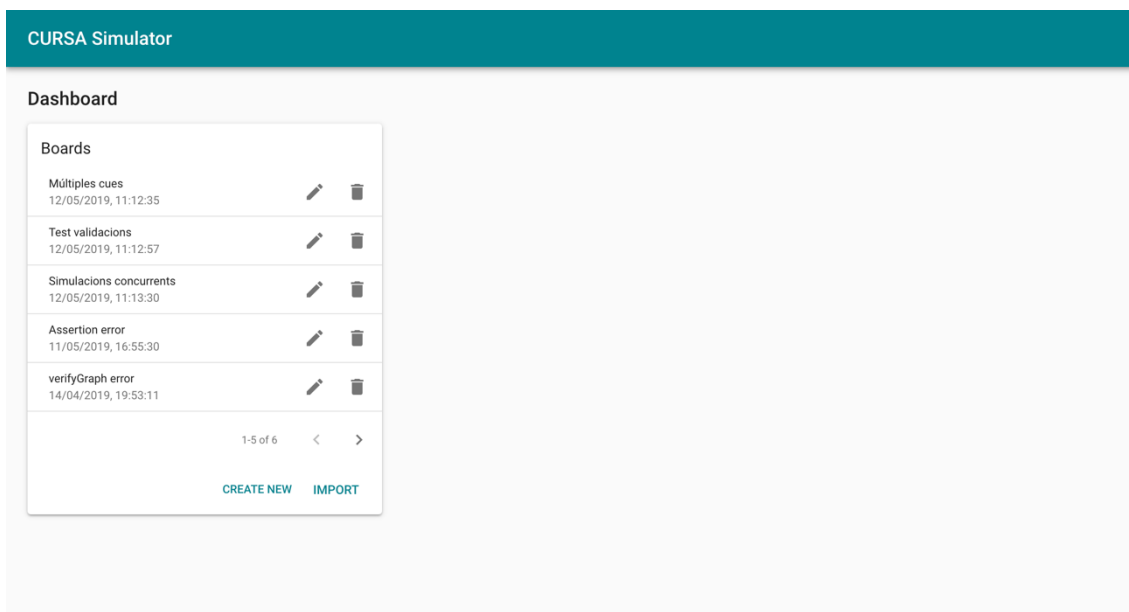 CURSA Simulator
Dashboard
Boards
Múltiples cues
12/05/2019, 11:12:35
Test validacions
12/05/2019, 11:12:57
Simulacions concurrents
12/05/2019, 11:13:30
Assertion error
11/05/2019, 16:55:30
verifyGraph error
14/04/2019, 19:53:11
1-5 of 6
CREATE NEW IMPORT